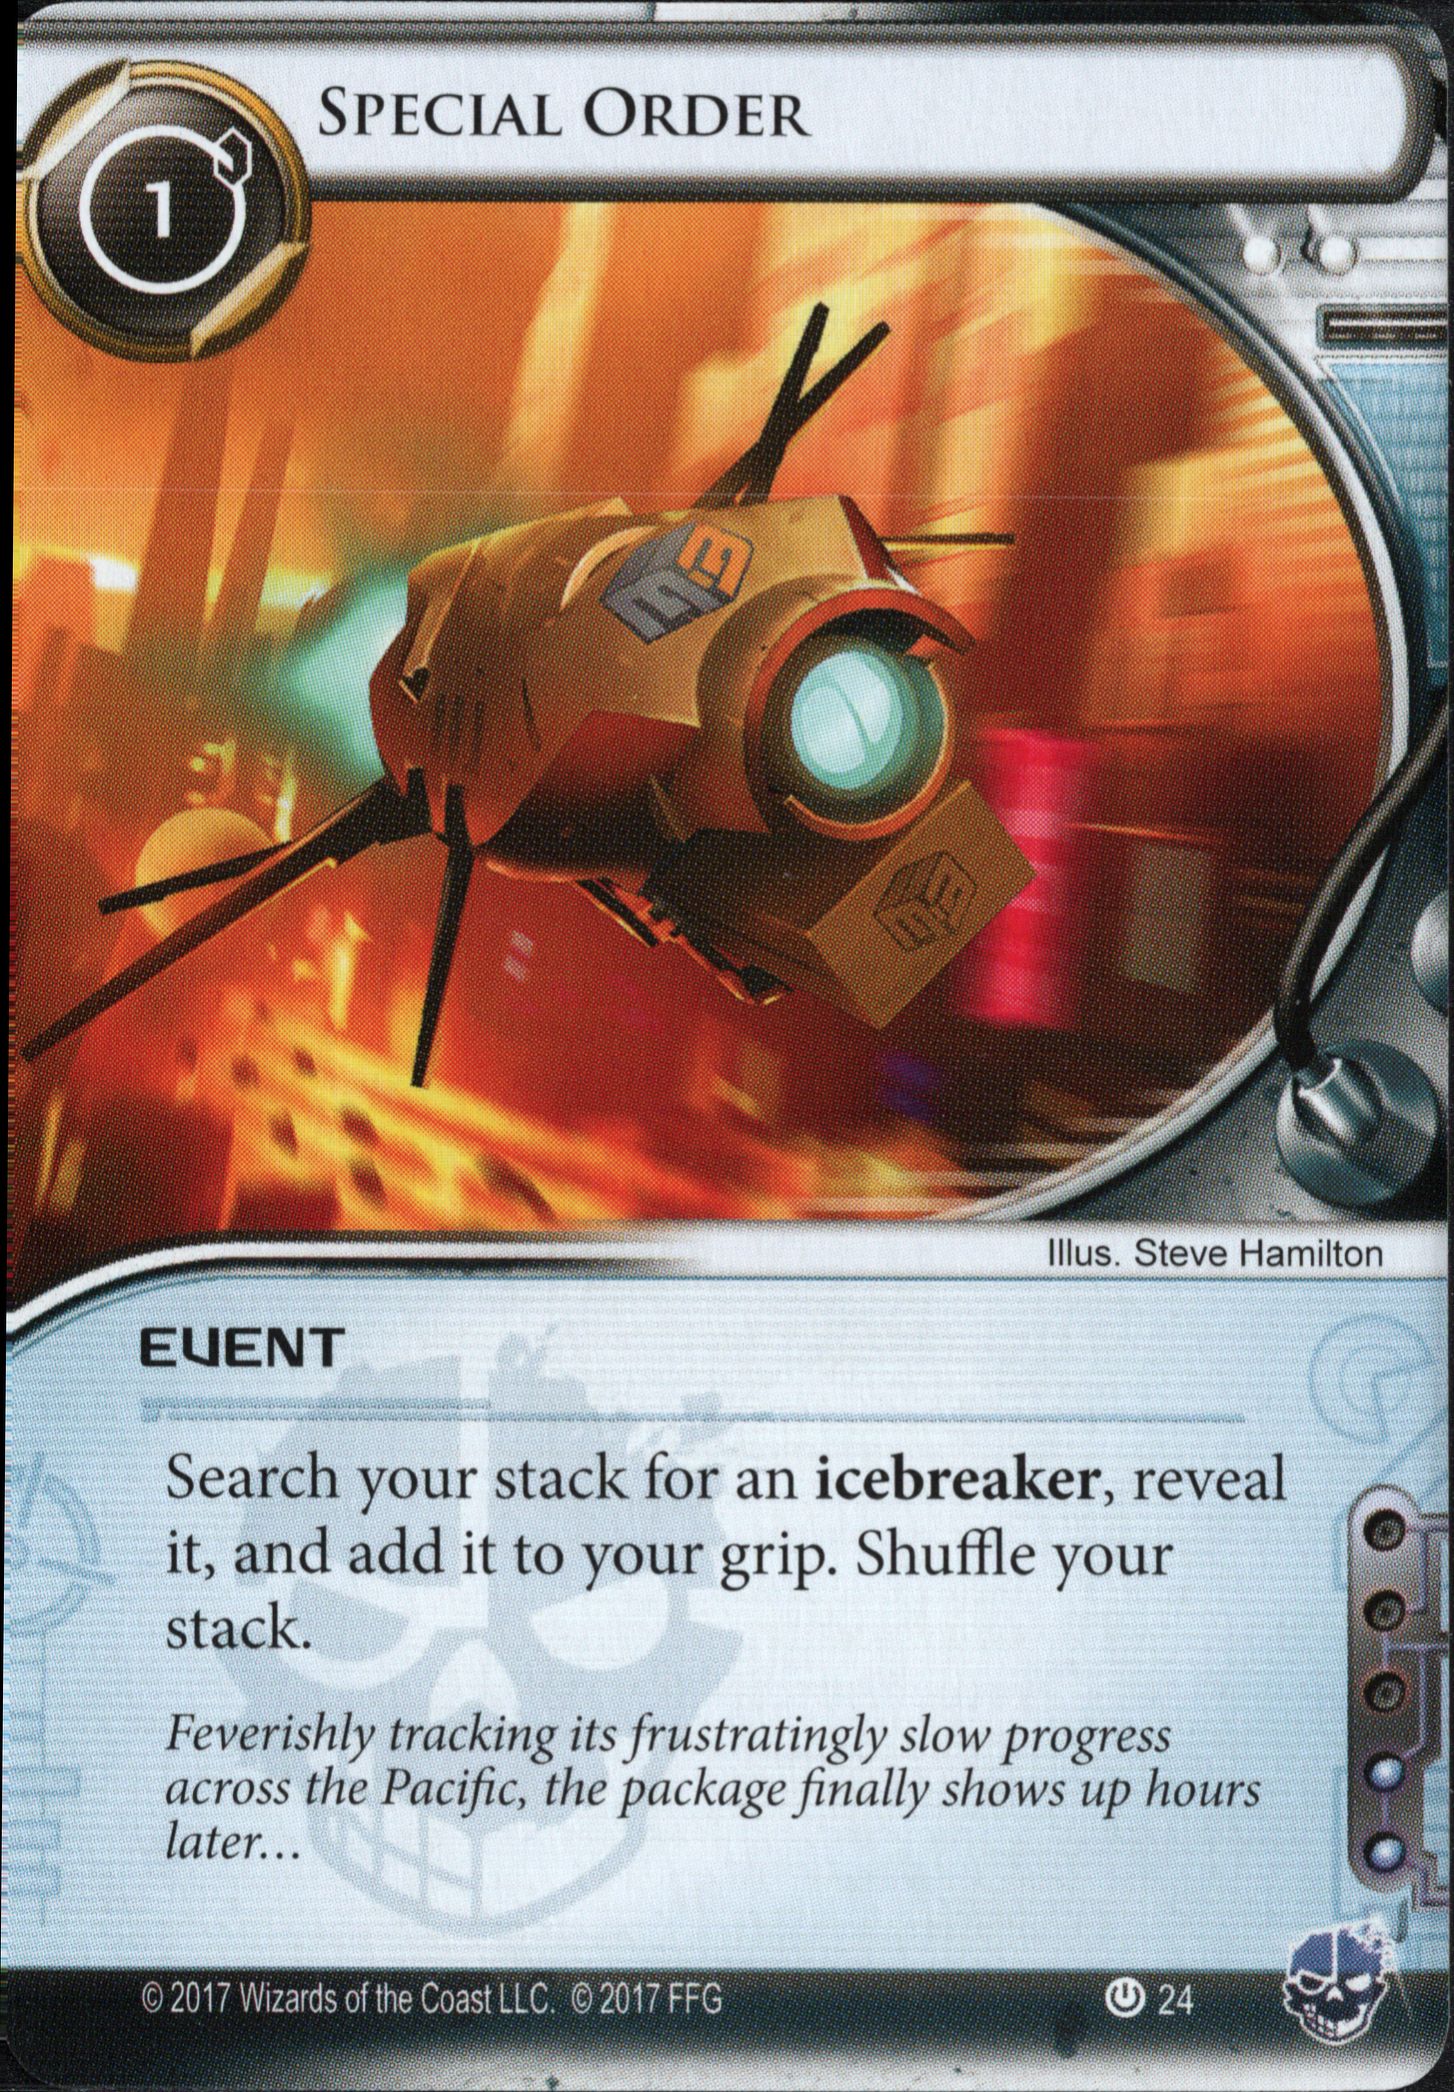 Special Order
1
Illus. Steve Hamilton
EVENT
Search your stack for an icebreaker, reveal
it, and add it to your grip. Shuffle your
stack.
Feverishly tracking its frustratingly slow progress
across the Pacific, the package finally shows up hours
later…
© 2017 Wizards of the Coast LLC. © 2017 FFG
24